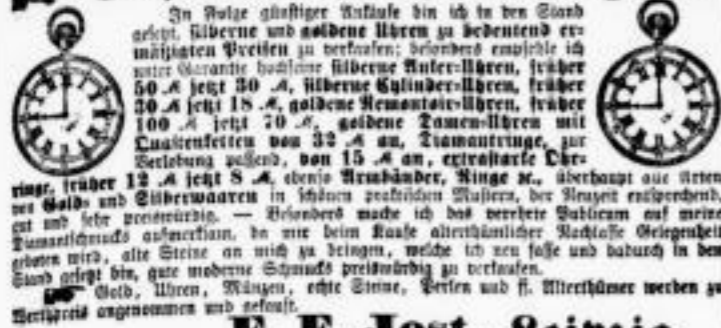 In Folge günstiger Ankäufe bin ich in den Stand
gesetzt, silberne und goldene Uhren zu bedeutend er-
mäßigten Preisen zu verkaufen; besonders empfehle ich
unter Garantie hochfeine silberne Anker-Uhren, früher
50 ℳ jetzt 30 ℳ, silberne Cylinder-Uhren, früher
30 ℳ jetzt 18 ℳ, goldene Remontoir-Uhren, früher
100 ℳ jetzt 70 ℳ, goldene Damen-Uhren mit
Quastenketten von 32 ℳ an, Diamantringe, zur
Verlobung passend, von 15 ℳ an, extrastarke Ohr-
ringe, früher 12 ℳ jetzt 8 ℳ, ebenso Armbänder, Ringe ꝛc., überhaupt alle Arten
von Gold- und Silberwaaren in schönen praktischen Mustern, der Neuzeit entsprechend,
gut und sehr preiswürdig. — Besonders mache ich das verehrte Publicum auf meine
Diamantschmucks aufmerksam, da mir beim Kaufe alterthümlicher Nachlasse Gelegenheit
geboten wird, alte Steine an mich zu bringen, welche ich neu fasse und dadurch in den
Stand gesetzt bin, gute moderne Schmucks preiswürdig zu verkaufen.
Gold, Uhren, Münzen, echte Steine, Perlen und ff. Alterthümer werden zu
Werthpreis angenommen und gekauft.
F. F. Jost, Leipzig